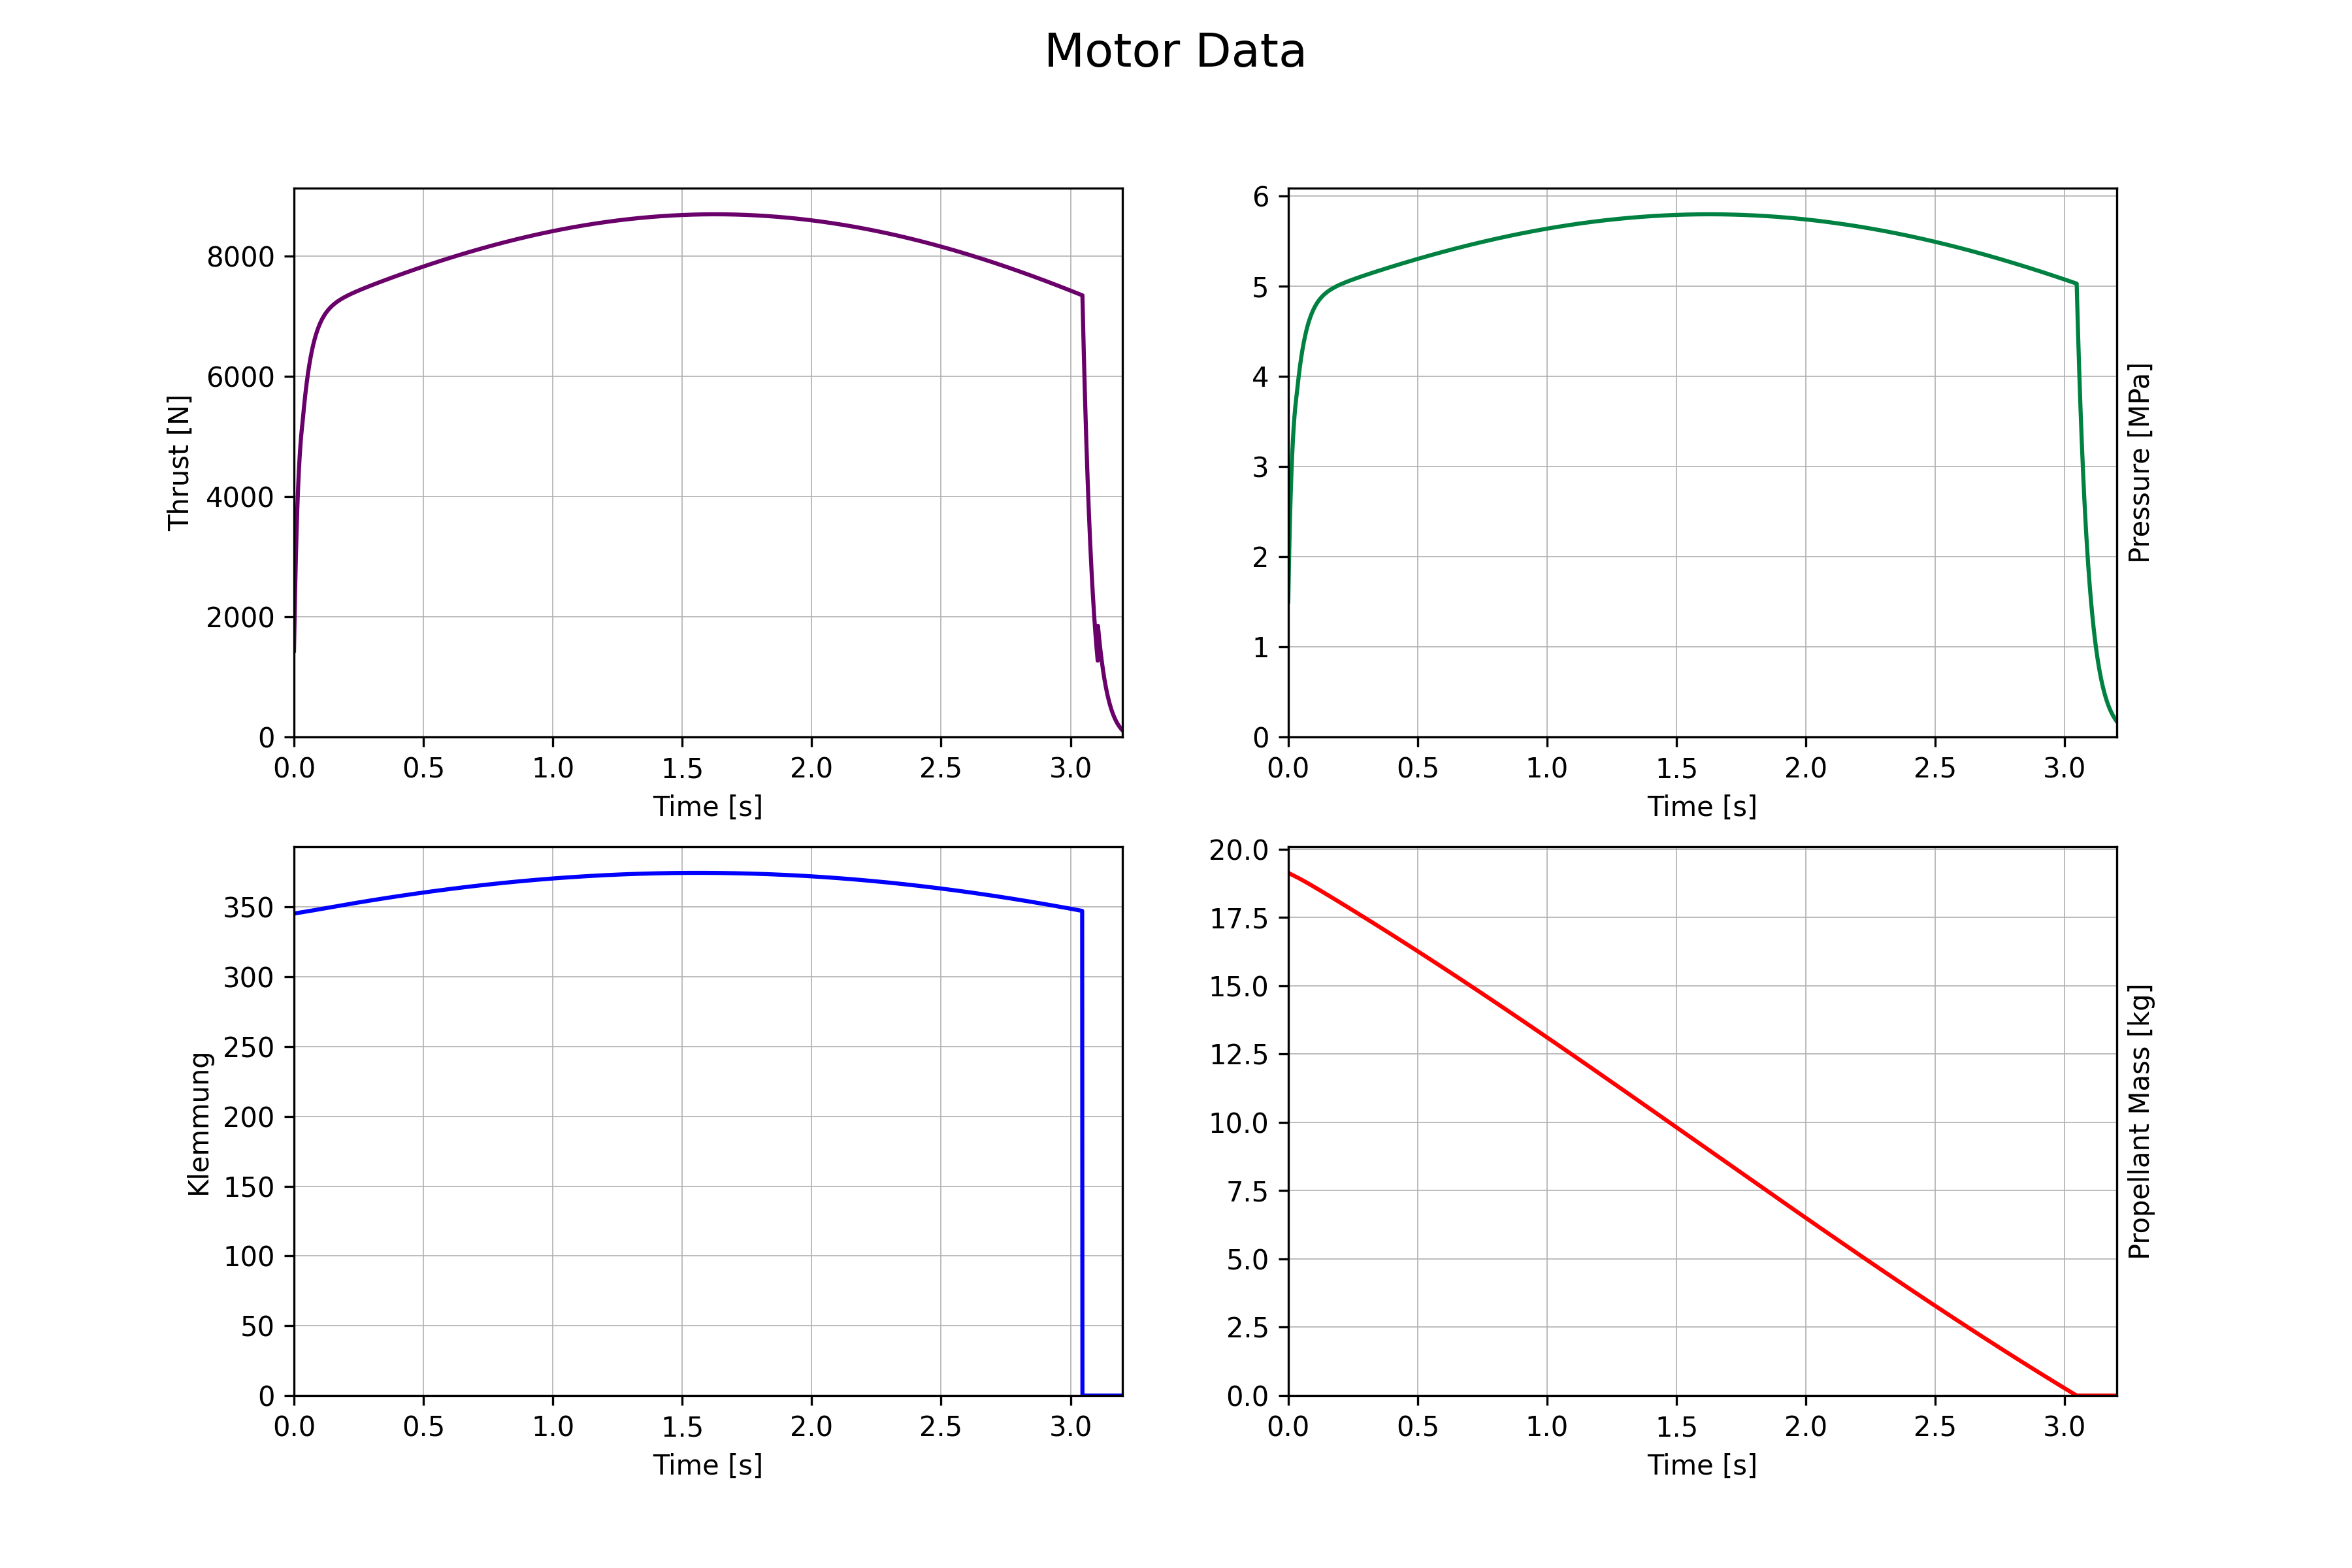 Motor Data
Thrust [N]
8000
6000
4000
2000
0
0.0 0.5 1.0 1.5 2.0 2.5 3.0
Time [s]
6
5
4
3
2
1
0
0.0 0.5 1.0 1.5 2.0 2.5 3.0
Time [s]
Pressure [MPa]
Klemmung
350
300
250
200
150
100
50
0
0.0 0.5 1.0 1.5 2.0 2.5 3.0
Time [s]
20.0
17.5
15.0
12.5
10.0
7.5
5.0
2.5
0.0
0.0 0.5 1.0 1.5 2.0 2.5 3.0
Time [s]
Propellant Mass [kg]